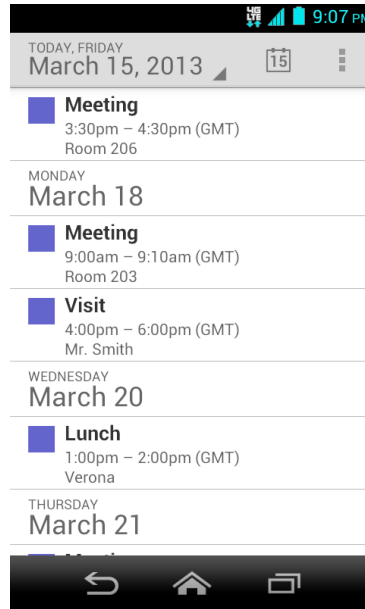 4G
LTE
9:07 PM
TODAY, FRIDAY
March 15, 2013
15
Meeting
3:30pm – 4:30pm (GMT)
Room 206
MONDAY
March 18
Meeting
9:00am – 9:10am (GMT)
Room 203
Visit
4:00pm – 6:00pm (GMT)
Mr. Smith
WEDNESDAY
March 20
Lunch
1:00pm – 2:00pm (GMT)
Verona
THURSDAY
March 21